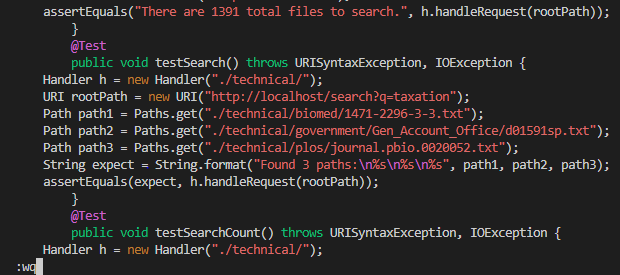 assertEquals("There are 1391 total files to search.", h.handleRequest(rootPath));
}
@Test
public void testSearch() throws URISyntaxException, IOException {
Handler h = new Handler("./technical/");
URI rootPath = new URI("http://localhost/search?q=taxation");
Path path1 = Paths.get("./technical/biomed/1471-2296-3-3.txt");
Path path2 = Paths.get("./technical/government/Gen_Account_Office/d01591sp.txt");
Path path3 = Paths.get("./technical/plos/journal.pbio.0020052.txt");
String expect = String.format("Found 3 paths:\n%s\n%s\n%s", path1, path2, path3);
assertEquals(expect, h.handleRequest(rootPath));
}
@Test
public void testSearchCount() throws URISyntaxException, IOException {
Handler h = new Handler("./technical/");
:wq